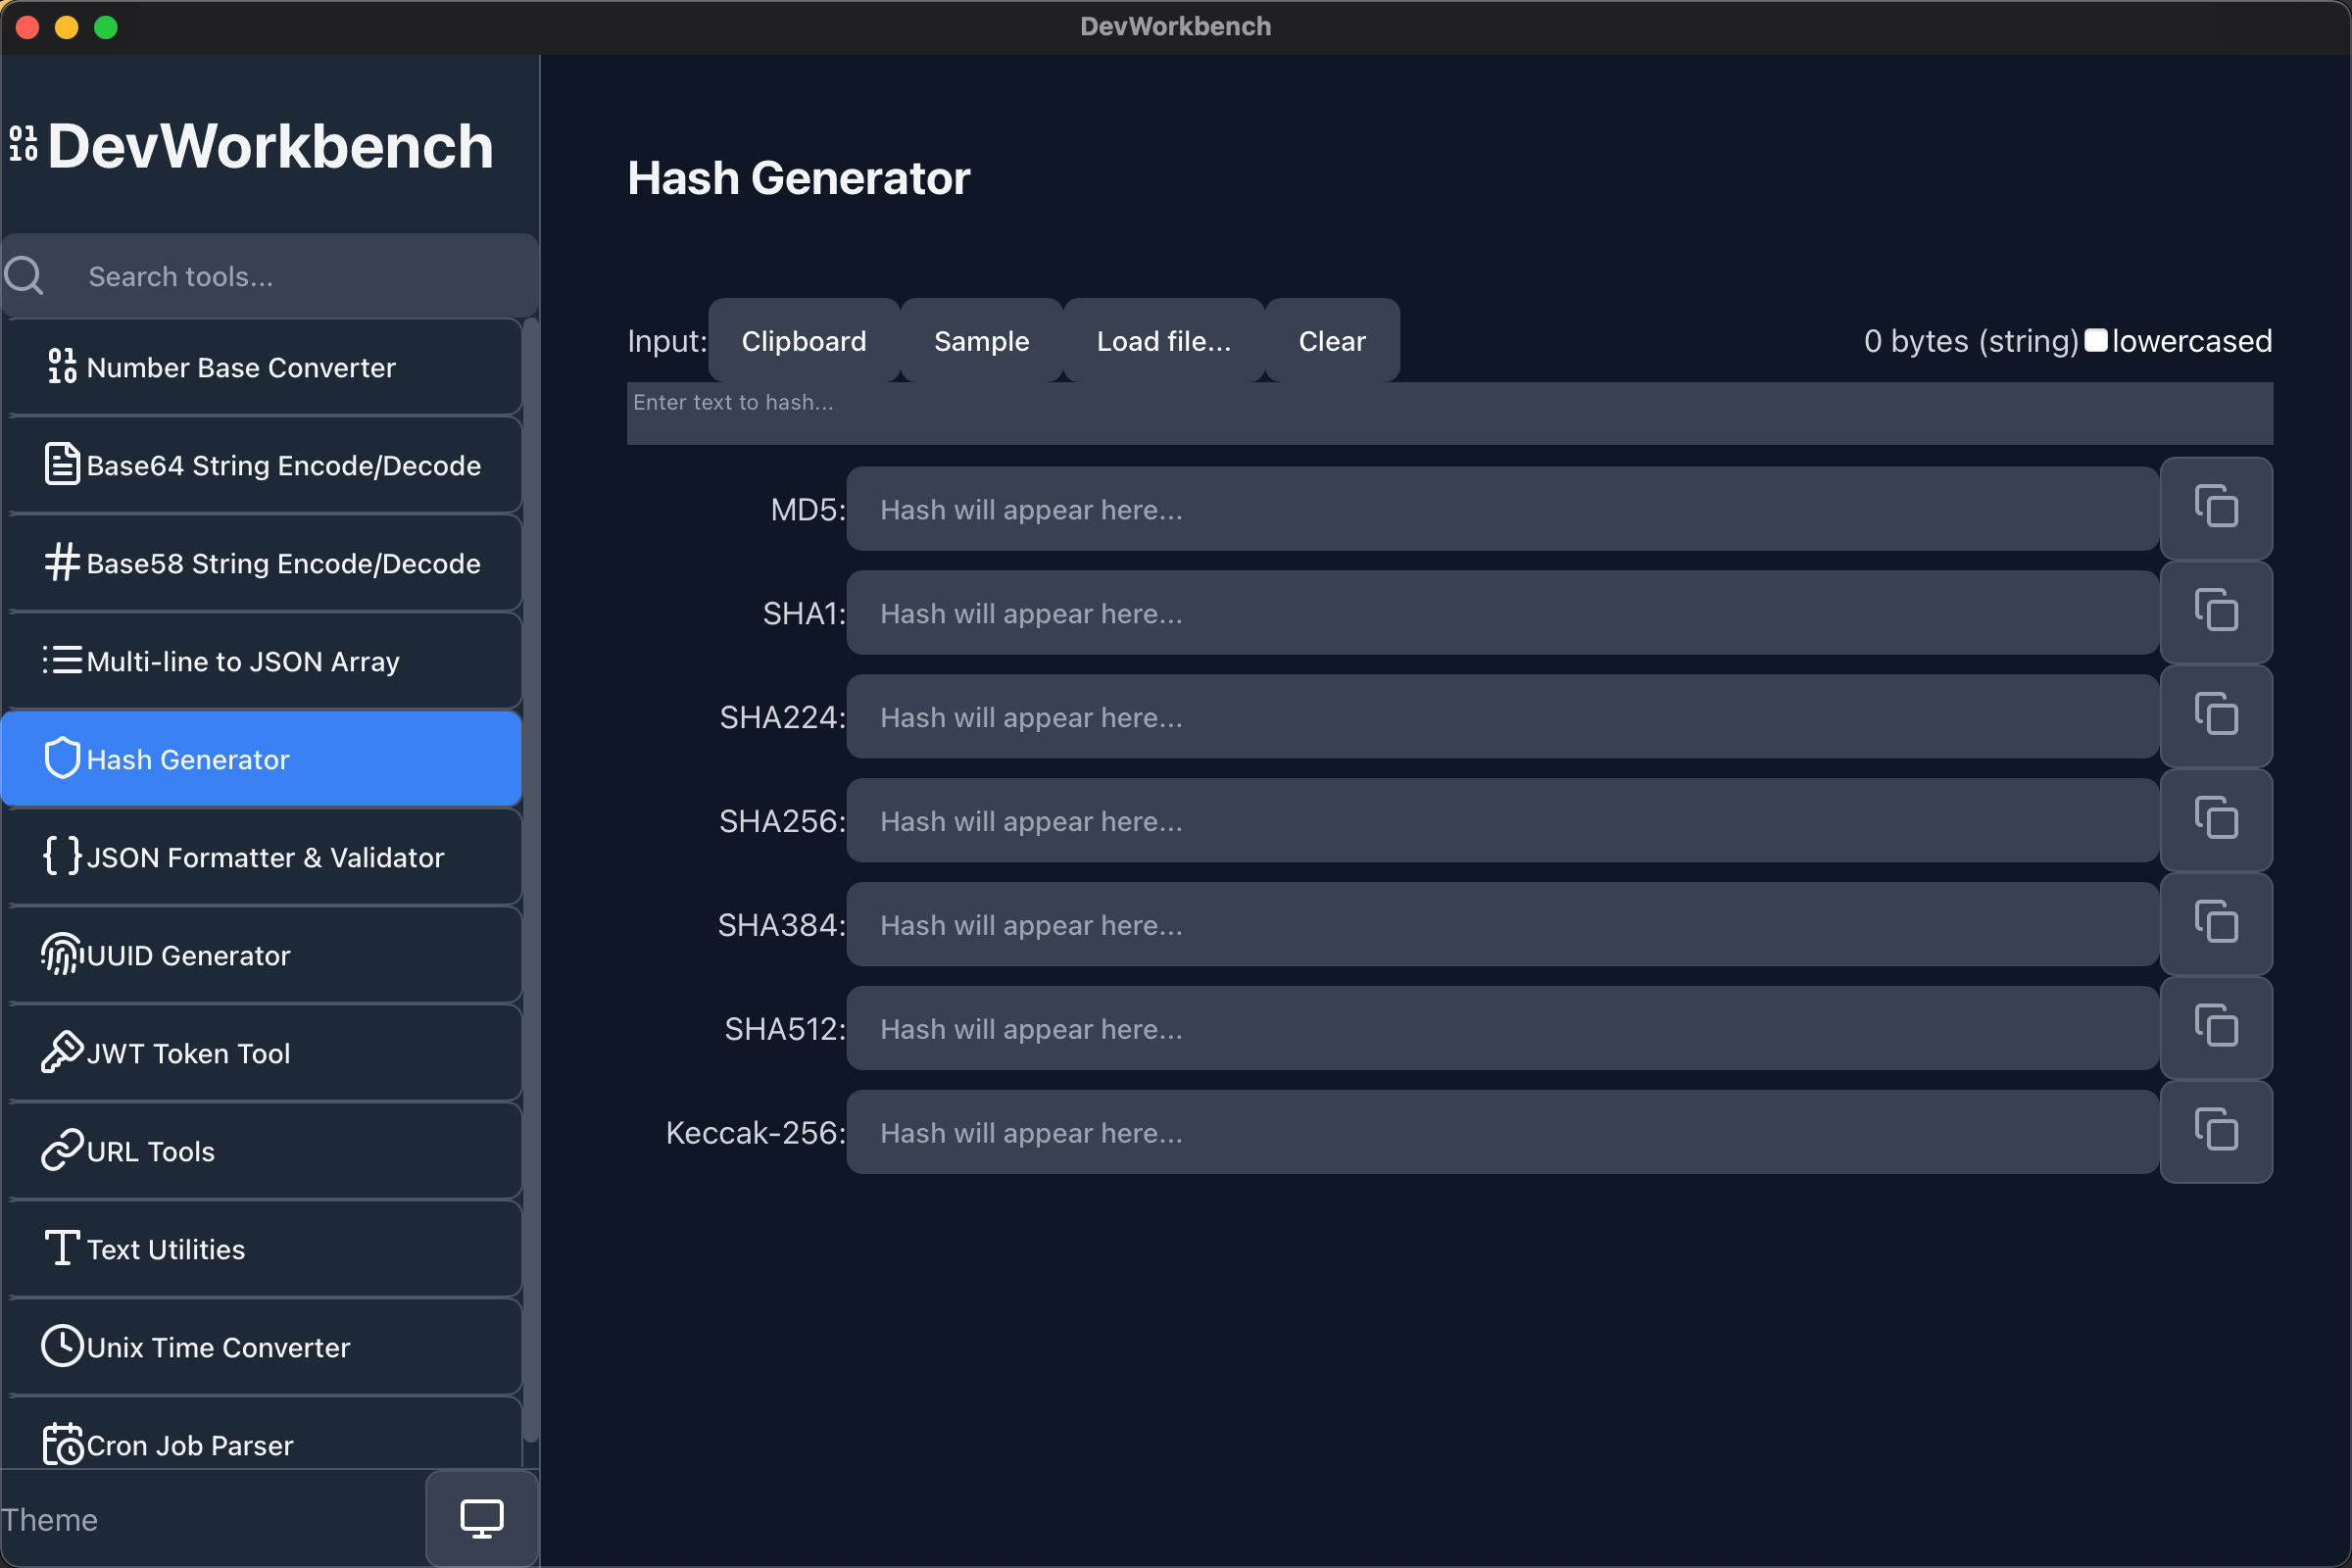 DevWorkbench
DevWorkbench
Search tools...
Number Base Converter
Base64 String Encode/Decode
Base58 String Encode/Decode
Multi-line to JSON Array
Hash Generator
JSON Formatter & Validator
UUID Generator
JWT Token Tool
URL Tools
Text Utilities
Unix Time Converter
Cron Job Parser
Theme
Hash Generator
Input: Clipboard Sample Load file... Clear 0 bytes (string) lowercased
Enter text to hash...
MD5: Hash will appear here...
SHA1: Hash will appear here...
SHA224: Hash will appear here...
SHA256: Hash will appear here...
SHA384: Hash will appear here...
SHA512: Hash will appear here...
Keccak-256: Hash will appear here...